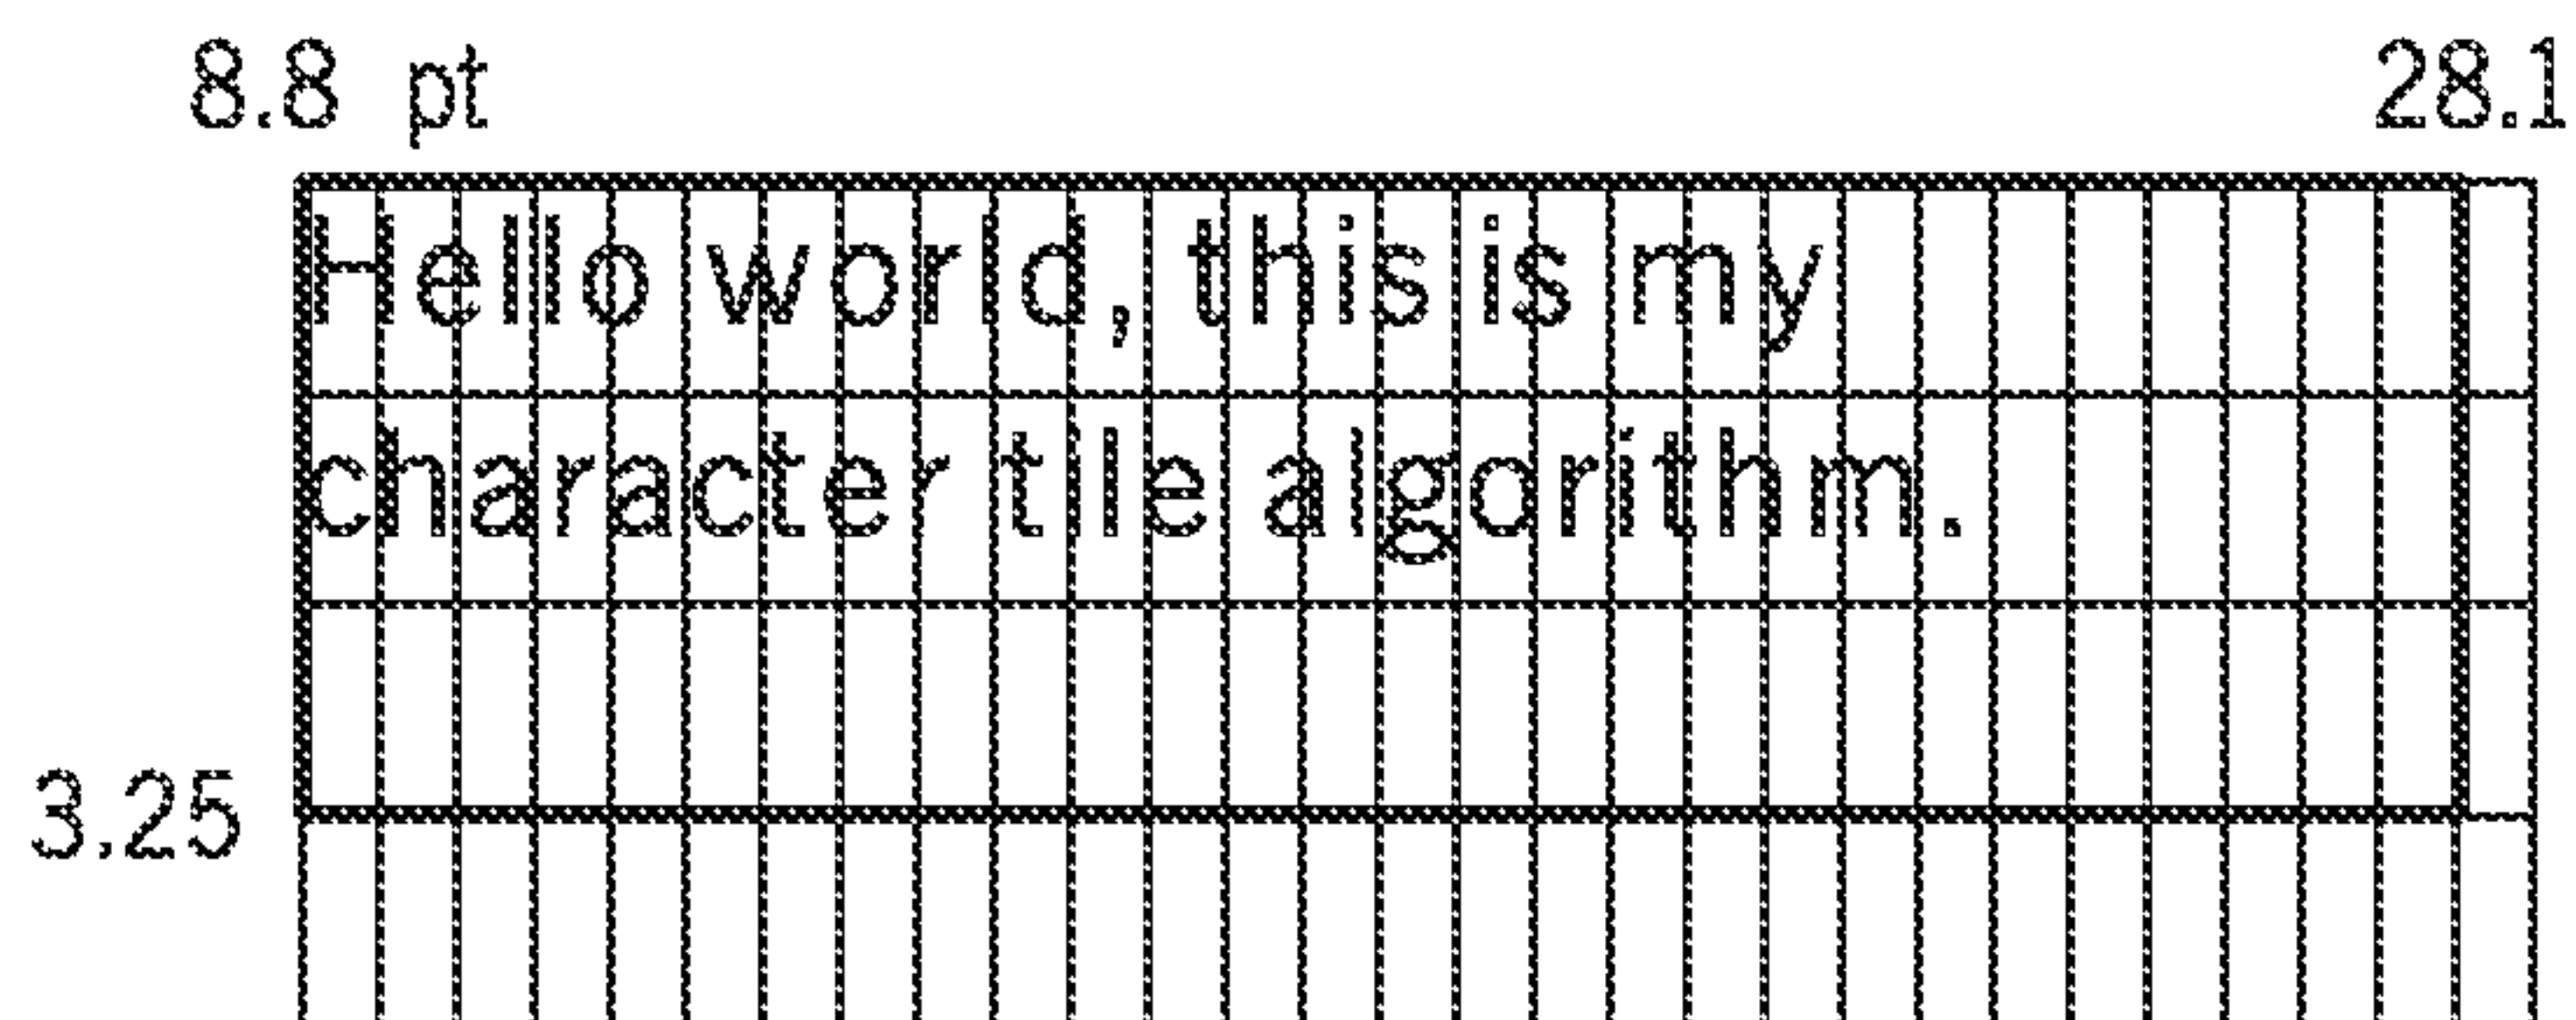 8.8 pt
28.1
Hello world, this is my
character tile algorithm.
3.25